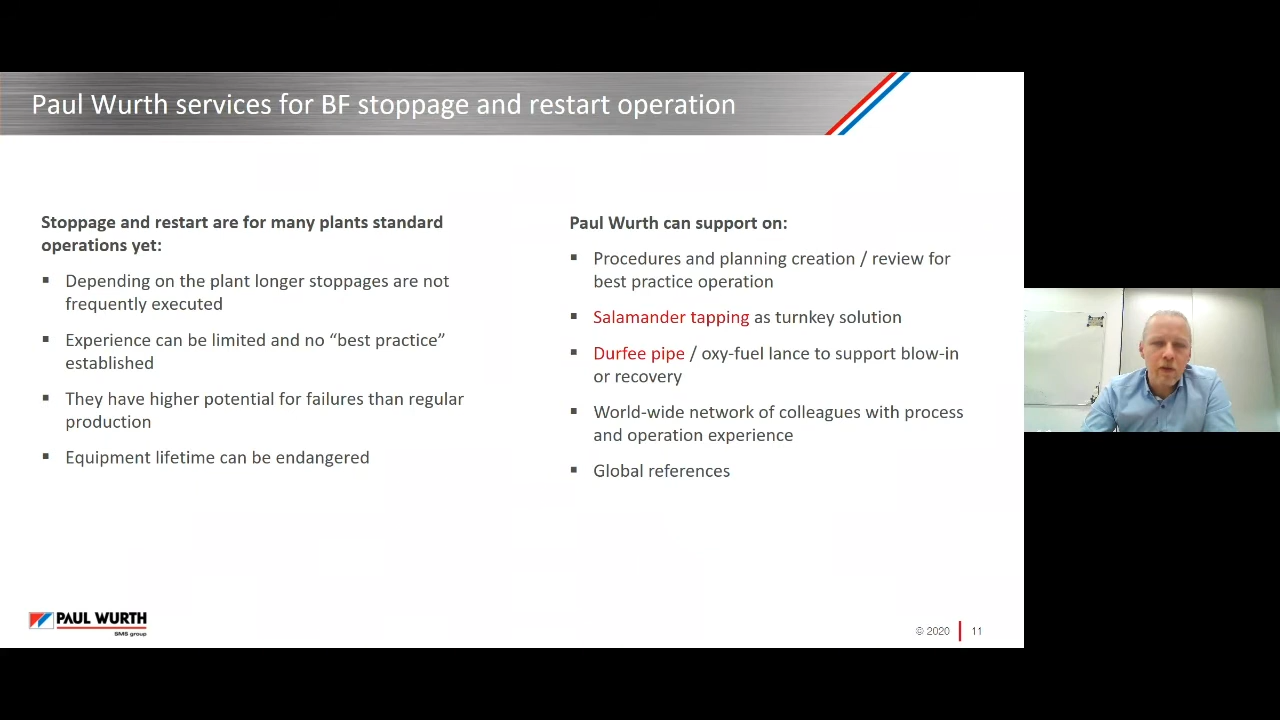 Paul Wurth services for BF stoppage and restart operation
Stoppage and restart are for many plants standard
operations yet:
▪ Depending on the plant longer stoppages are not
frequently executed
▪ Experience can be limited and no “best practice”
established
▪ They have higher potential for failures than regular
production
▪ Equipment lifetime can be endangered
Paul Wurth can support on:
▪ Procedures and planning creation / review for
best practice operation
▪ Salamander tapping as turnkey solution
▪ Durfee pipe / oxy-fuel lance to support blow-in
or recovery
▪ World-wide network of colleagues with process
and operation experience
▪ Global references
PAUL WURTH
SMS group
© 2020
11